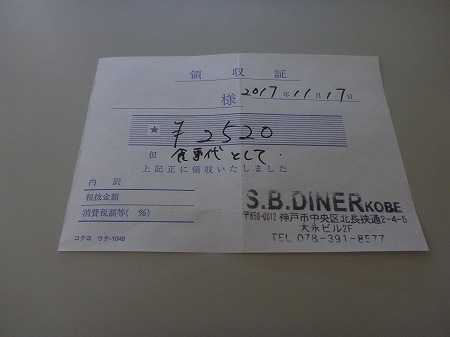 領収証
様 2017年11月17日
★ ¥2520
但 食事代として.
上記正に領収いたしました
内訳
税抜金額
消費税額等( %)
コクヨ ウケ-1048
S.B.DINER KOBE
〒650-0012 神戸市中央区北長狭通2-4-5
大永ビル2F
TEL 078-391-8577